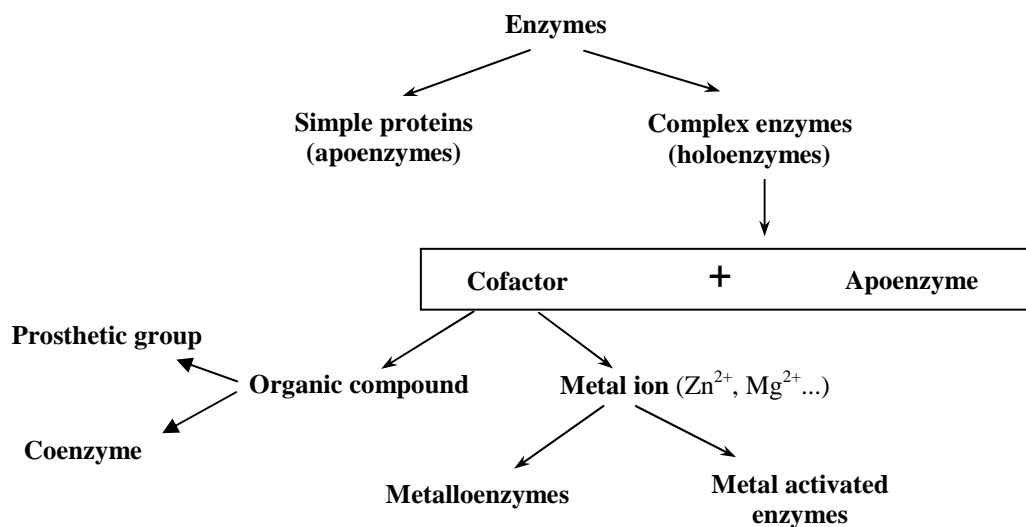 Enzymes
Simple proteins
(apoenzymes)
Complex enzymes
(holoenzymes)
Cofactor + Apoenzyme
Prosthetic group
Organic compound
Metal ion (Zn²⁺, Mg²⁺...)
Coenzyme
Metalloenzymes
Metal activated
enzymes